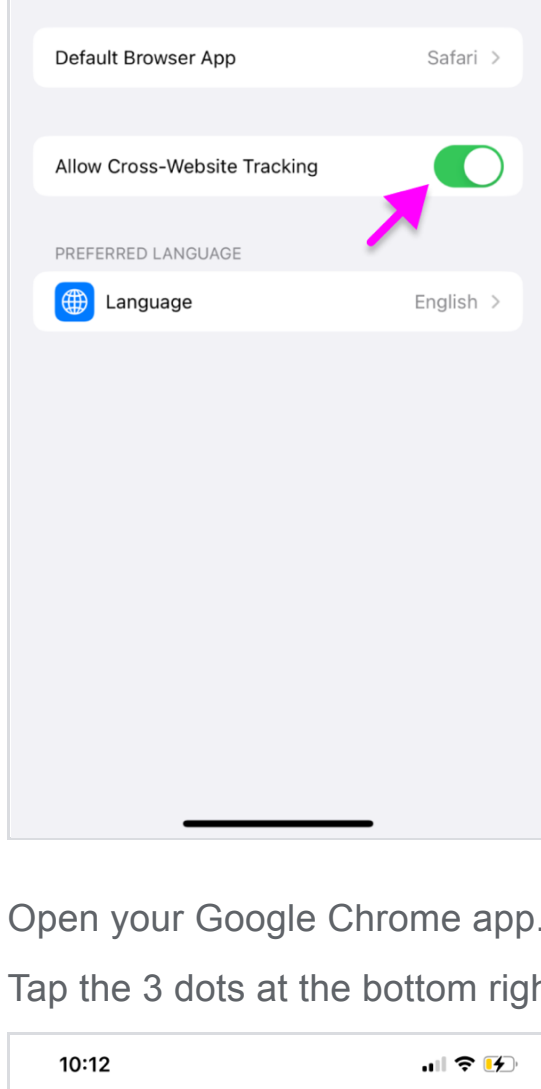 Default Browser App Safari
Allow Cross-Website Tracking
PREFERRED LANGUAGE
Language English
Open your Google Chrome app.
Tap the 3 dots at the bottom righ
10:12